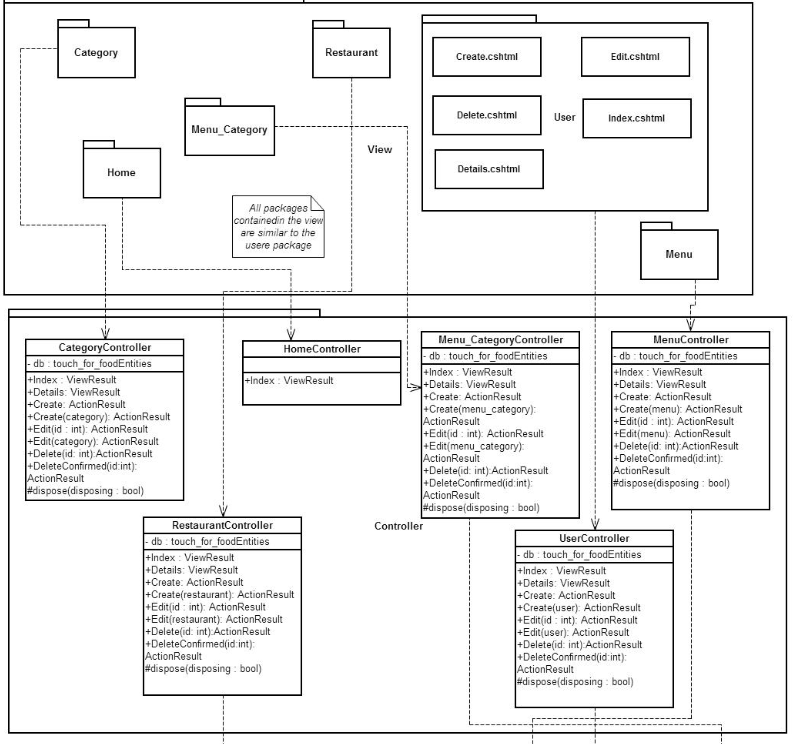 Category
Restaurant
Create.cshtml
Edit.cshtml
Menu_Category
Delete.cshtml
User
Index.cshtml
View
Details.cshtml
Home
All packages
containedin the view
are similar to the
usere package
Menu
CategoryController
- db : touch_for_foodEntities
+Index : ViewResult
+Details: ViewResult
+Create: ActionResult
+Create(category): ActionResult
+Edit(id : int): ActionResult
+Edit(category): ActionResult
+Delete(id: int):ActionResult
+DeleteConfirmed(id:int):
ActionResult
#dispose(disposing : bool)
HomeController
+Index : ViewResult
Menu_CategoryController
- db : touch_for_foodEntities
+Index : ViewResult
+Details: ViewResult
+Create: ActionResult
+Create(menu_category):
ActionResult
+Edit(id : int): ActionResult
+Edit(menu_category):
ActionResult
+Delete(id: int):ActionResult
+DeleteConfirmed(id:int):
ActionResult
#dispose(disposing : bool)
MenuController
- db : touch_for_foodEntities
+Index : ViewResult
+Details: ViewResult
+Create: ActionResult
+Create(menu): ActionResult
+Edit(id : int): ActionResult
+Edit(menu): ActionResult
+Delete(id: int):ActionResult
+DeleteConfirmed(id:int):
ActionResult
#dispose(disposing : bool)
Controller
RestaurantController
- db : touch_for_foodEntities
+Index : ViewResult
+Details: ViewResult
+Create: ActionResult
+Create(restaurant): ActionResult
+Edit(id : int): ActionResult
+Edit(restaurant): ActionResult
+Delete(id: int):ActionResult
+DeleteConfirmed(id:int):
ActionResult
#dispose(disposing : bool)
UserController
- db : touch_for_foodEntities
+Index : ViewResult
+Details: ViewResult
+Create: ActionResult
+Create(user): ActionResult
+Edit(id : int): ActionResult
+Edit(user): ActionResult
+Delete(id: int):ActionResult
+DeleteConfirmed(id:int):
ActionResult
#dispose(disposing : bool)